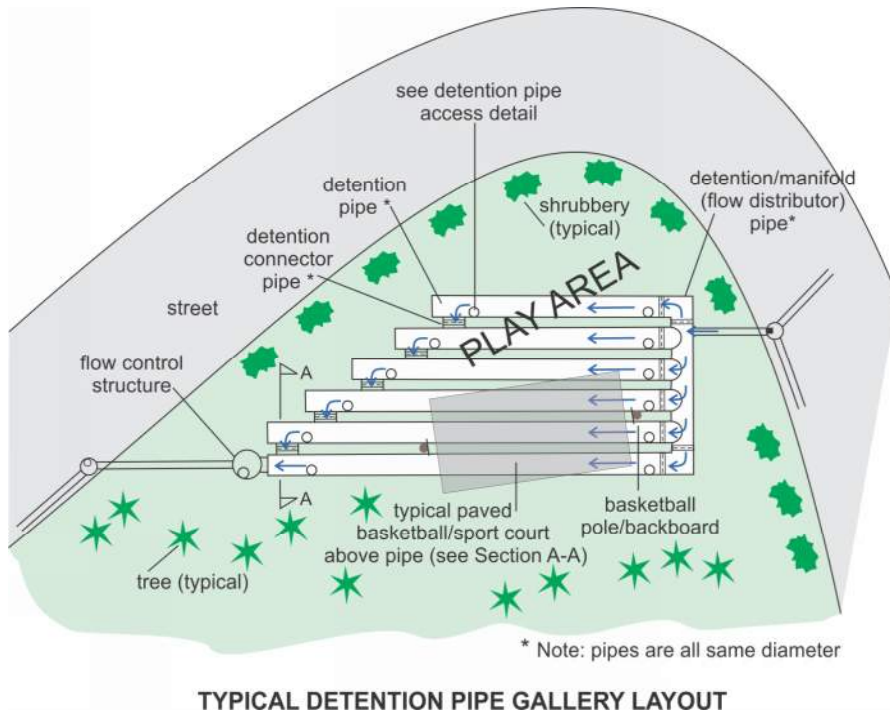 see detention pipe
access detail
detention
pipe *
shrubbery
(typical)
detention/manifold
(flow distributor)
pipe*
detention
connector
pipe *
PLAY AREA
street
flow control
structure
A
A
typical paved
basketball/sport court
above pipe (see Section A-A)
basketball
pole/backboard
tree (typical)
* Note: pipes are all same diameter
TYPICAL DETENTION PIPE GALLERY LAYOUT